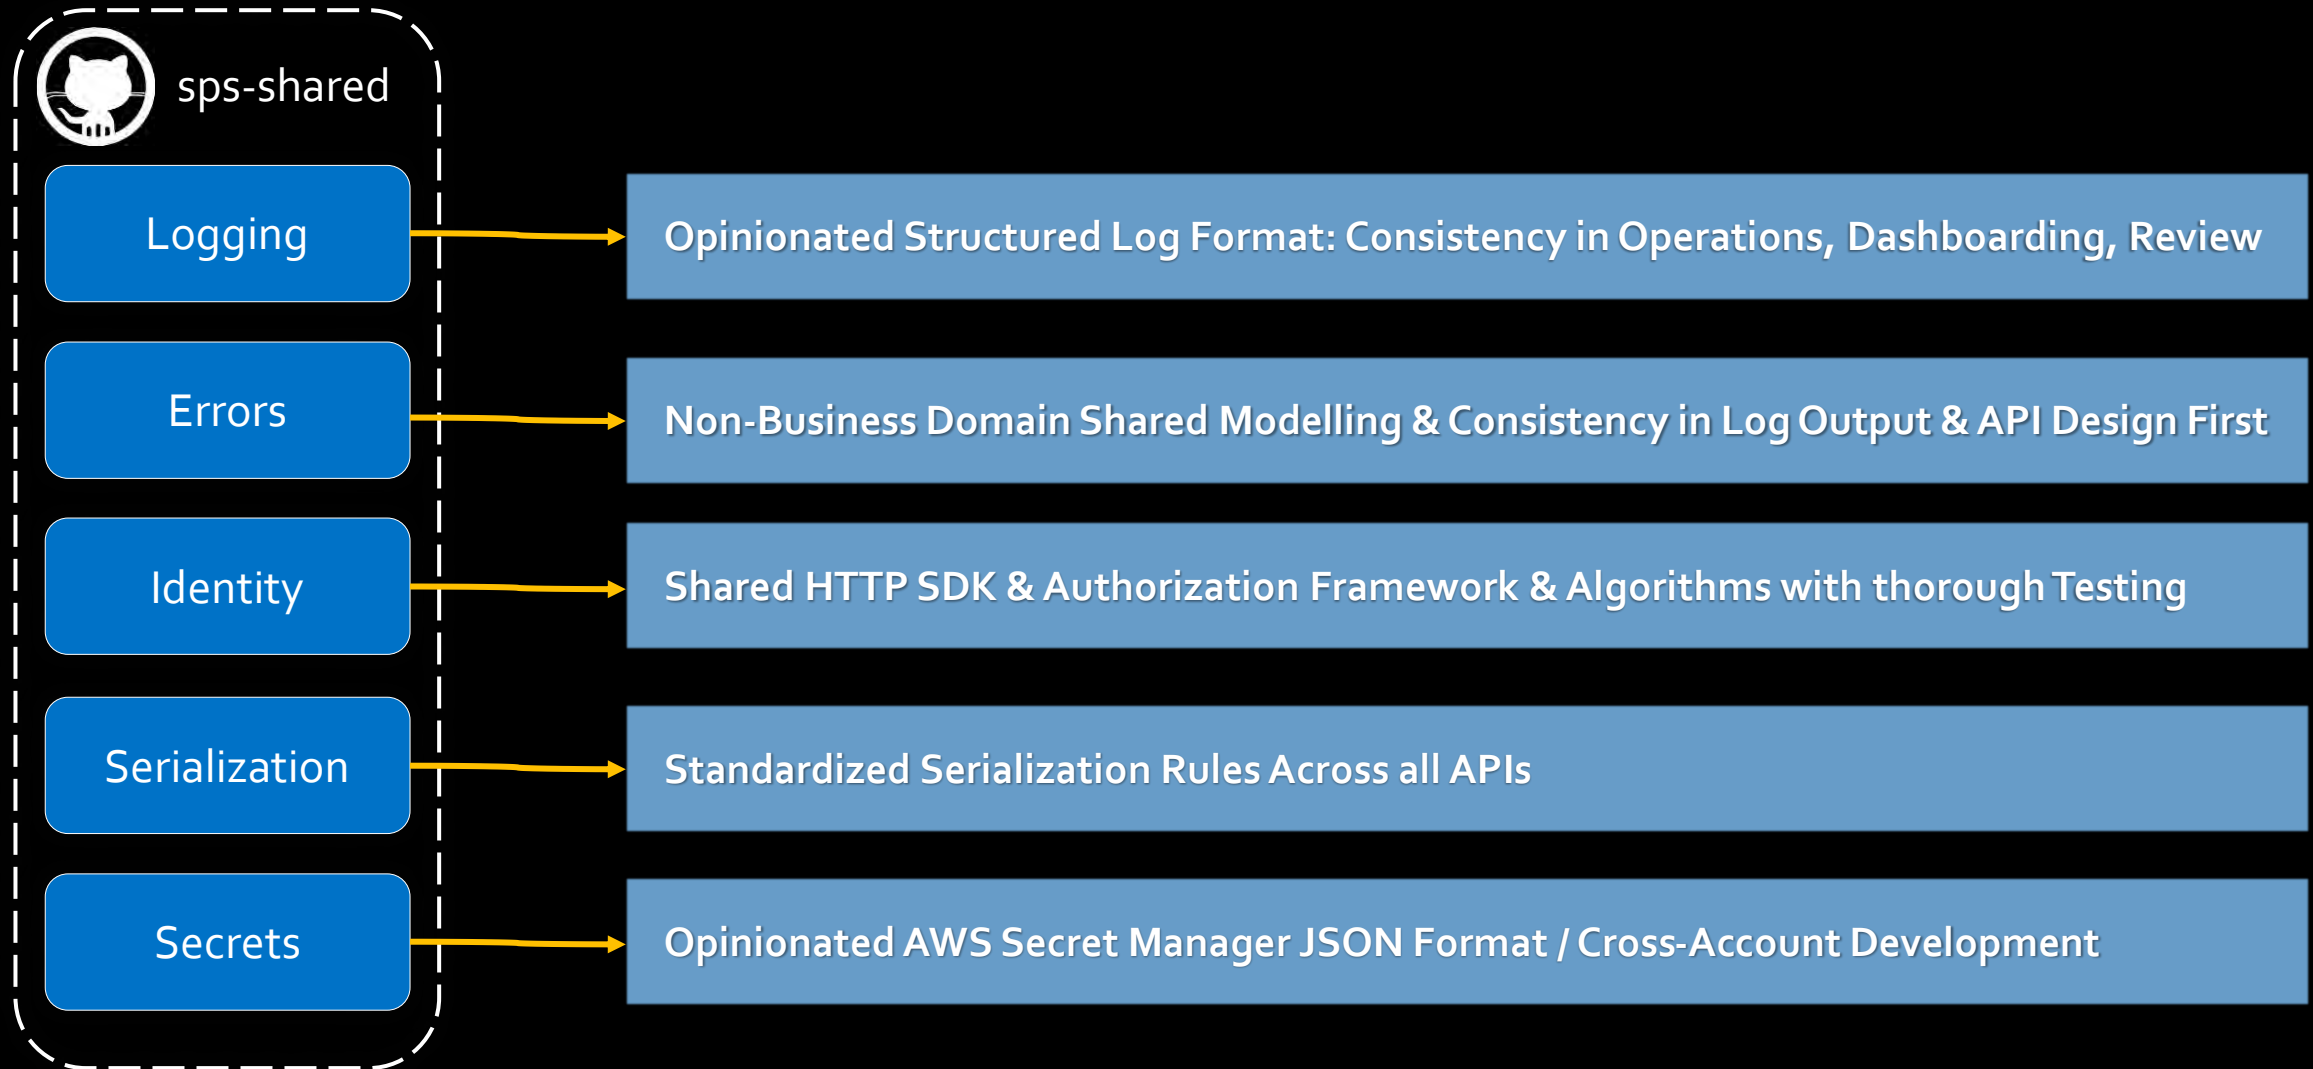 sps-shared
Logging
Opinionated Structured Log Format: Consistency in Operations, Dashboarding, Review
Errors
Non-Business Domain Shared Modelling & Consistency in Log Output & API Design First
Identity
Shared HTTP SDK & Authorization Framework & Algorithms with thorough Testing
Serialization
Standardized Serialization Rules Across all APIs
Secrets
Opinionated AWS Secret Manager JSON Format / Cross-Account Development